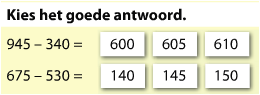 Kies het goede antwoord.
945 – 340 = 600 605 610
675 – 530 = 140 145 150